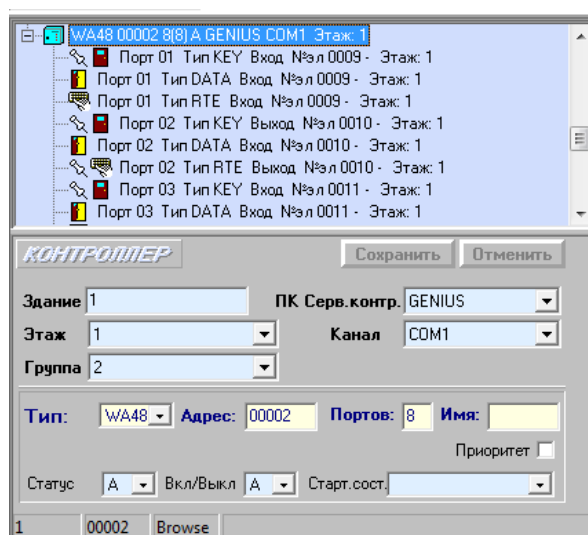 WA48 00002 8(8) A GENIUS COM1 Этаж: 1
Порт 01 Тип KEY Вход №эл 0009 - Этаж: 1
Порт 01 Тип DATA Вход №эл 0009 - Этаж: 1
Порт 01 Тип RTE Вход №эл 0009 - Этаж: 1
Порт 02 Тип KEY Выход №эл 0010 - Этаж: 1
Порт 02 Тип DATA Вход №эл 0010 - Этаж: 1
Порт 02 Тип RTE Выход №эл 0010 - Этаж: 1
Порт 03 Тип KEY Вход №эл 0011 - Этаж: 1
Порт 03 Тип DATA Вход №эл 0011 - Этаж: 1
КОНТРОЛЛЕР Сохранить Отменить
Здание 1 ПК Серв.контр. GENIUS
Этаж 1 Канал COM1
Группа 2
Тип: WA48 Адрес: 00002 Портов: 8 Имя:
Приоритет
Статус A Вкл/Выкл A Старт.сост.
1 00002 Browse